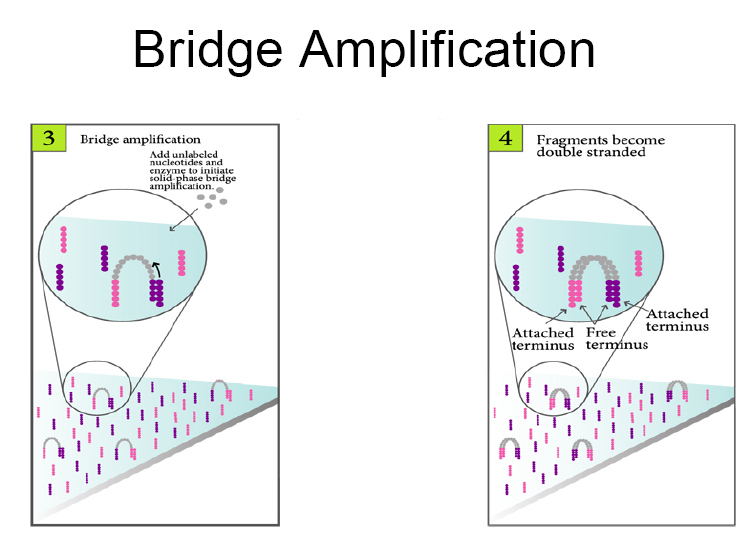 Bridge Amplification
3
Bridge amplification
Add unlabeled
nucleotides and
enzyme to initiate
solid-phase bridge
amplification.
4
Fragments become
double stranded
Attached
terminus
Free
terminus
Attached
terminus